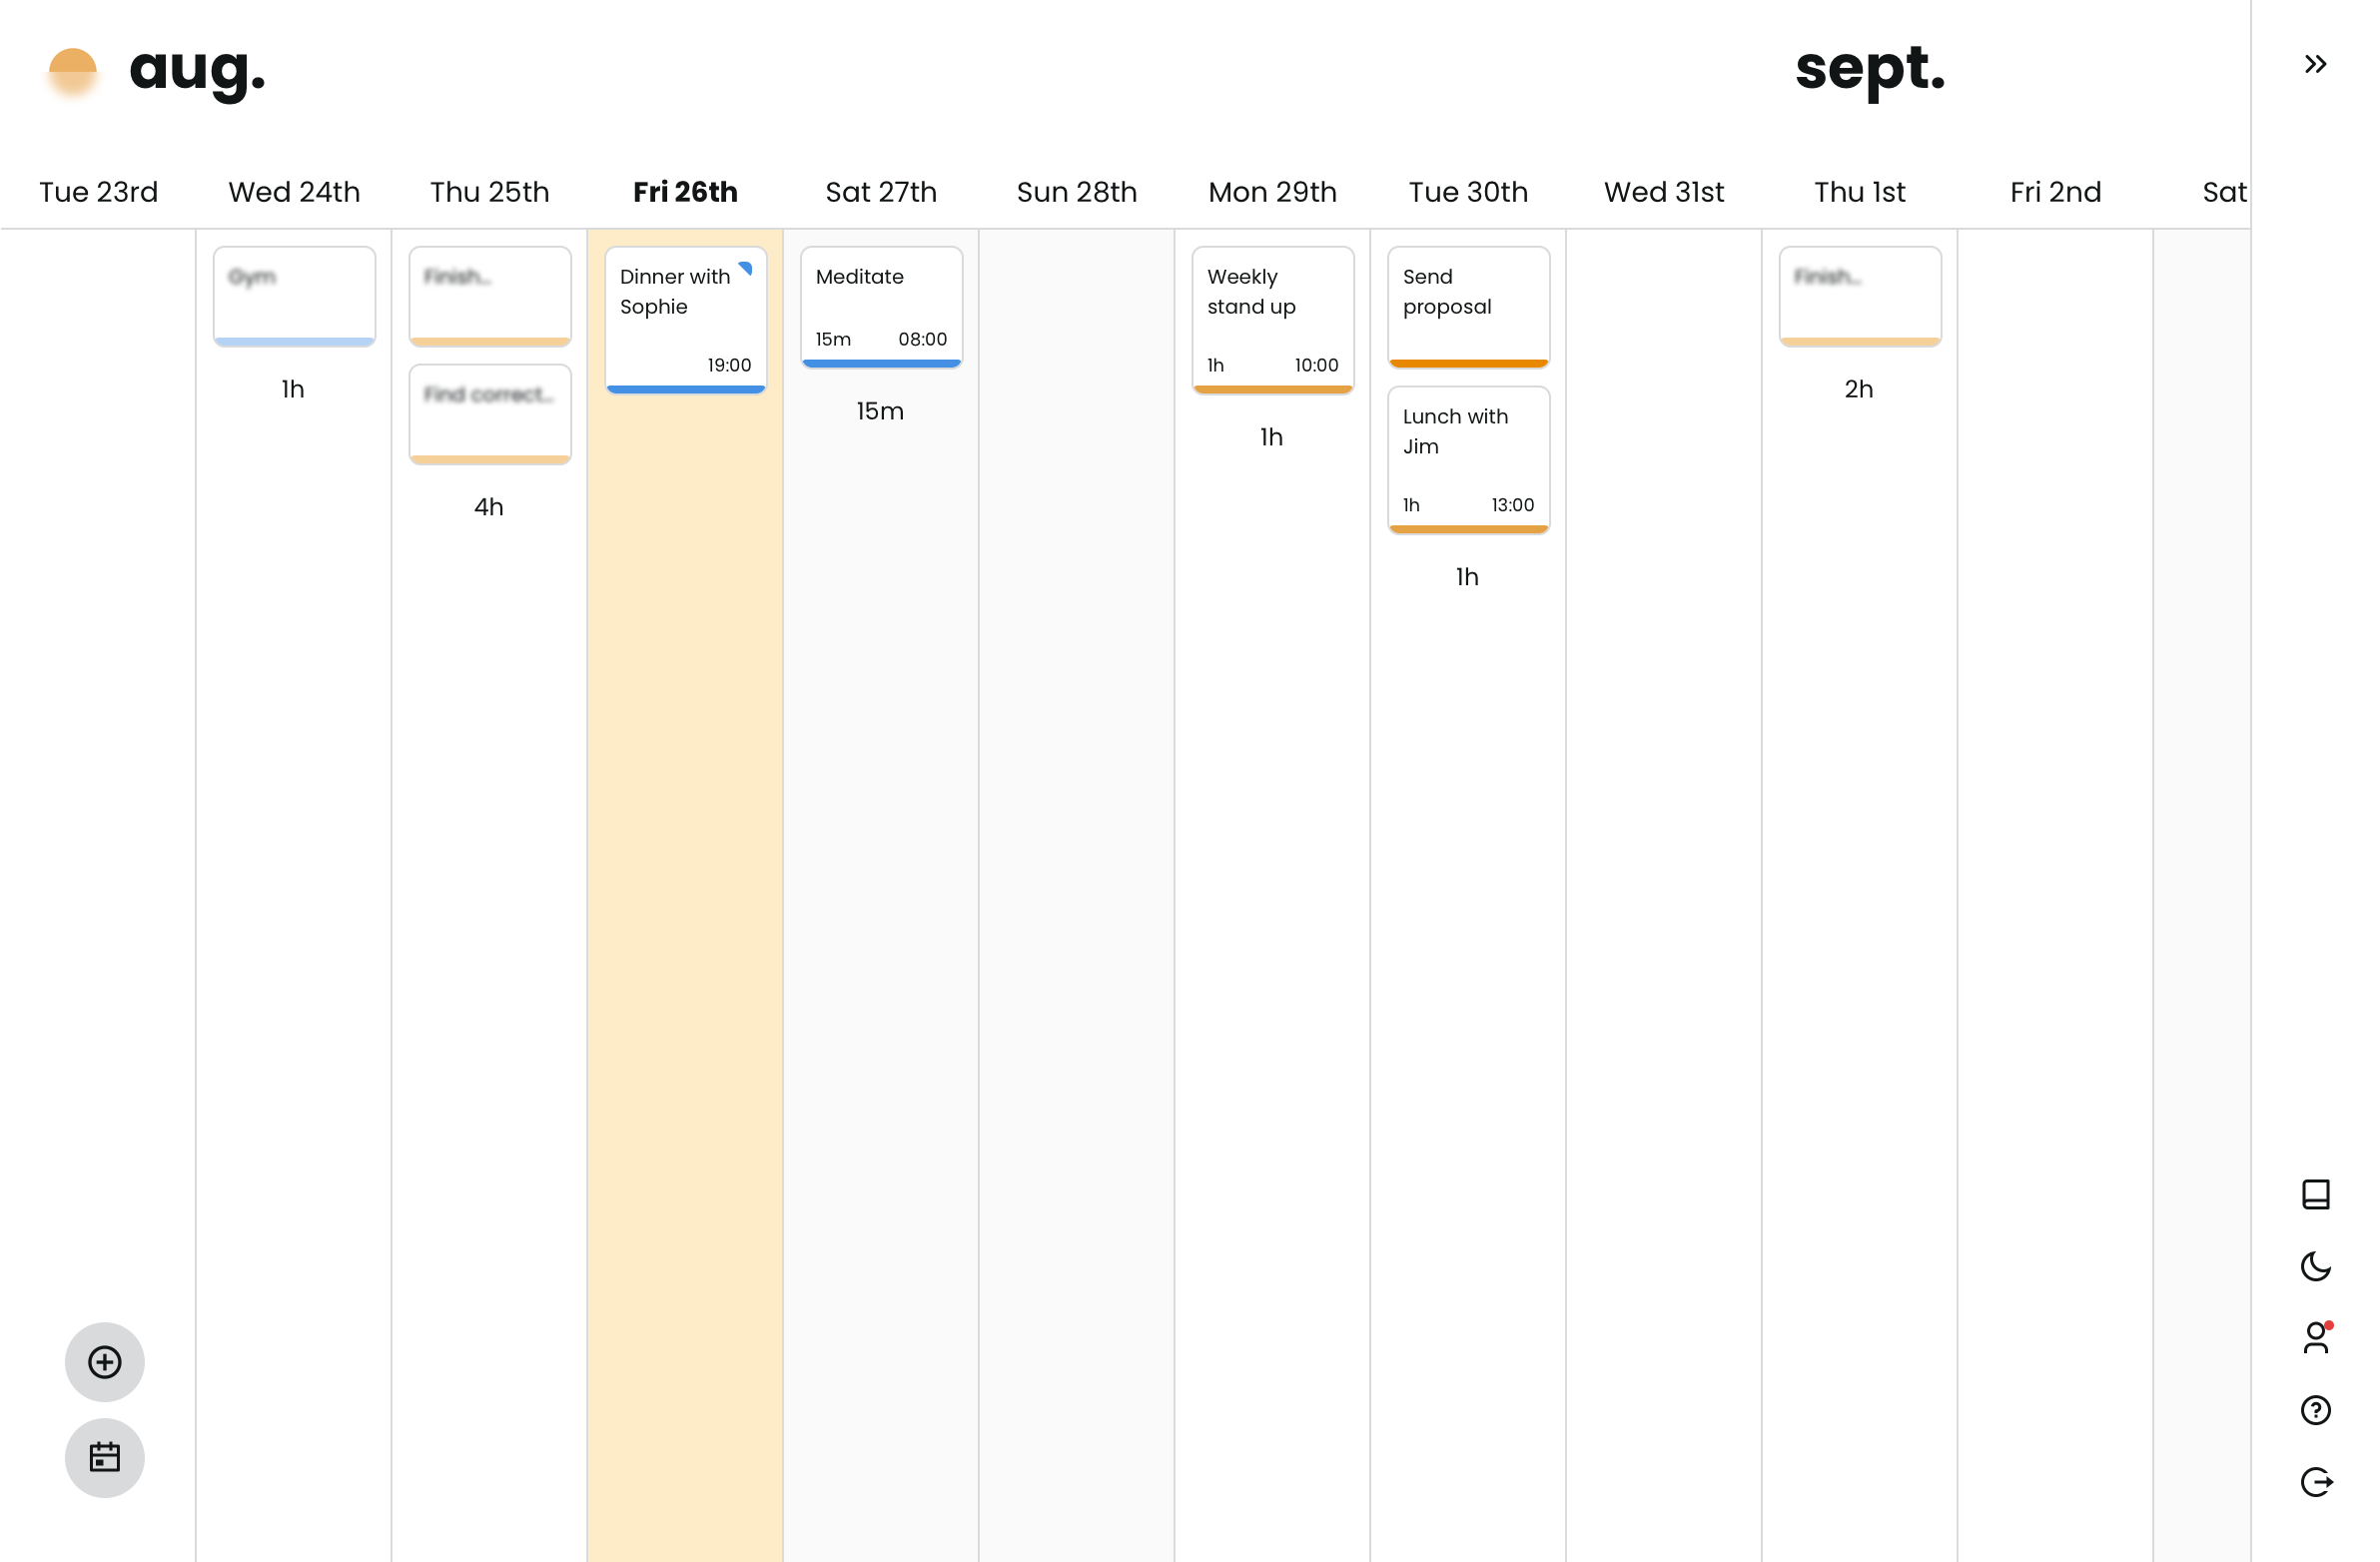 aug.
sept.
Tue 23rd
Wed 24th
Thu 25th
Fri 26th
Sat 27th
Sun 28th
Mon 29th
Tue 30th
Wed 31st
Thu 1st
Fri 2nd
Sat
Gym
1h
Finish...
Find correct...
4h
Dinner with
Sophie
19:00
Meditate
15m 08:00
15m
Weekly
stand up
1h 10:00
1h
Send
proposal
Lunch with
Jim
1h 13:00
1h
Finish...
2h